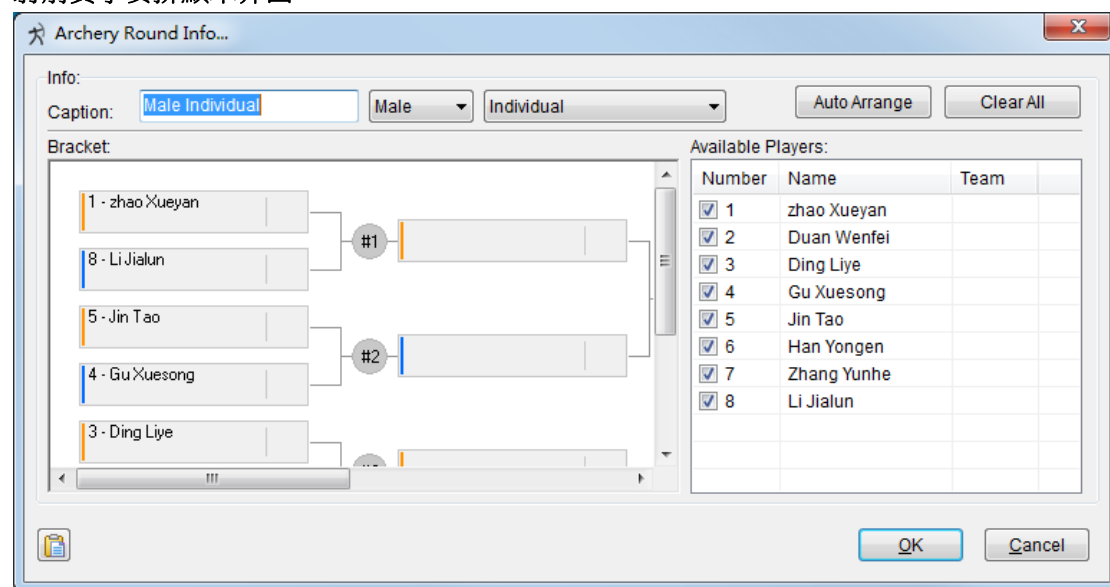 Archery Round Info...
Info:
Caption: Male Individual Male Individual Auto Arrange Clear All
Bracket:
1 - zhao Xueyan
8 - Li Jialun
#1
5 - Jin Tao
4 - Gu Xuesong
#2
3 - Ding Liye
Available Players:
Number Name Team
1 zhao Xueyan
2 Duan Wenfei
3 Ding Liye
4 Gu Xuesong
5 Jin Tao
6 Han Yongen
7 Zhang Yunhe
8 Li Jialun
OK Cancel